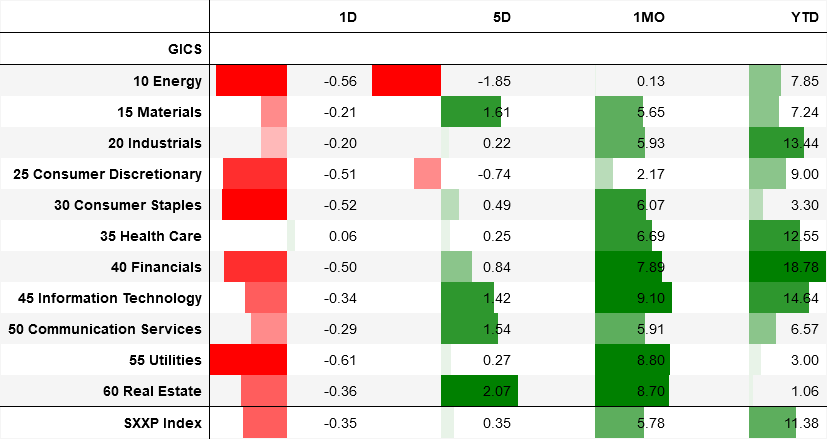 1D 5D 1MO YTD
GICS
10 Energy -0.56 -1.85 0.13 7.85
15 Materials -0.21 1.61 5.65 7.24
20 Industrials -0.20 0.22 5.93 13.44
25 Consumer Discretionary -0.51 -0.74 2.17 9.00
30 Consumer Staples -0.52 0.49 6.07 3.30
35 Health Care 0.06 0.25 6.69 12.55
40 Financials -0.50 0.84 7.89 18.78
45 Information Technology -0.34 1.42 9.10 14.64
50 Communication Services -0.29 1.54 5.91 6.57
55 Utilities -0.61 0.27 8.80 3.00
60 Real Estate -0.36 2.07 8.70 1.06
SXXP Index -0.35 0.35 5.78 11.38